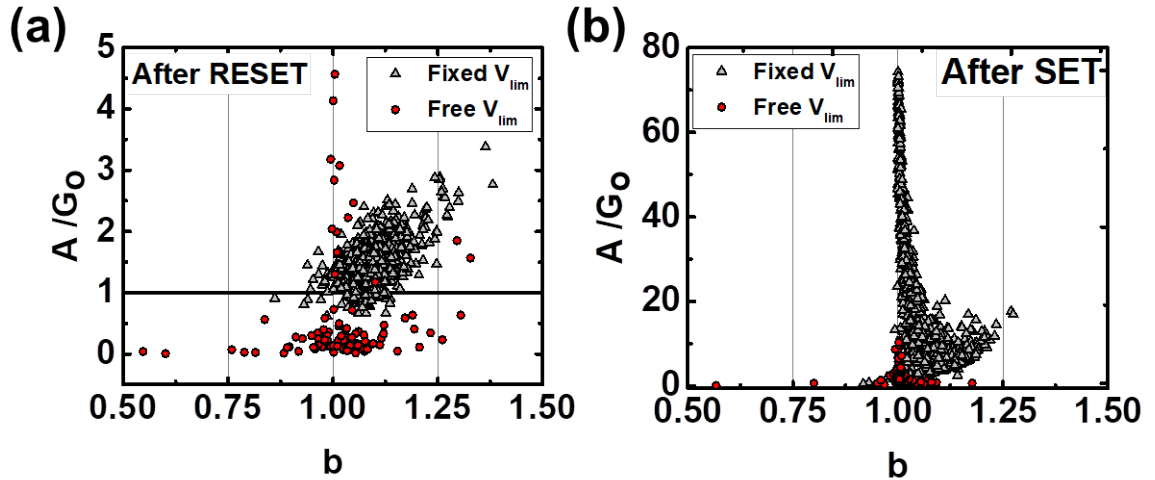 (a)
After RESET
Fixed Vlim
Free Vlim
5
4
3
2
1
0
A /Go
0.50 0.75 1.00 1.25 1.50
b
(b)
Fixed Vlim
Free Vlim
After SET
80
60
40
20
0
A /Go
0.50 0.75 1.00 1.25 1.50
b